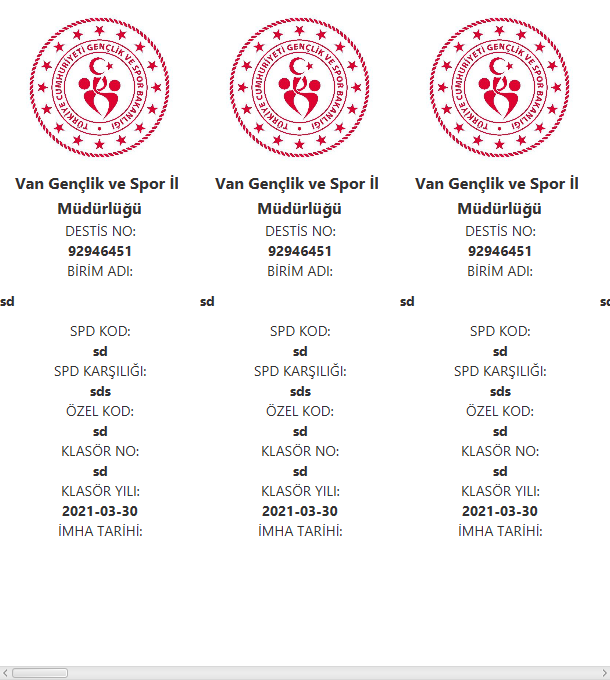 TÜRKİYE CUMHURİYETİ GENÇLİK VE SPOR BAKANLIĞI
Van Gençlik ve Spor İl
Müdürlüğü
DESTİS NO:
92946451
BİRİM ADI:
sd
SPD KOD:
sd
SPD KARŞILIĞI:
sds
ÖZEL KOD:
sd
KLASÖR NO:
sd
KLASÖR YILI:
2021-03-30
İMHA TARİHİ:
TÜRKİYE CUMHURİYETİ GENÇLİK VE SPOR BAKANLIĞI
Van Gençlik ve Spor İl
Müdürlüğü
DESTİS NO:
92946451
BİRİM ADI:
sd
SPD KOD:
sd
SPD KARŞILIĞI:
sds
ÖZEL KOD:
sd
KLASÖR NO:
sd
KLASÖR YILI:
2021-03-30
İMHA TARİHİ:
TÜRKİYE CUMHURİYETİ GENÇLİK VE SPOR BAKANLIĞI
Van Gençlik ve Spor İl
Müdürlüğü
DESTİS NO:
92946451
BİRİM ADI:
sd
SPD KOD:
sd
SPD KARŞILIĞI:
sds
ÖZEL KOD:
sd
KLASÖR NO:
sd
KLASÖR YILI:
2021-03-30
İMHA TARİHİ: